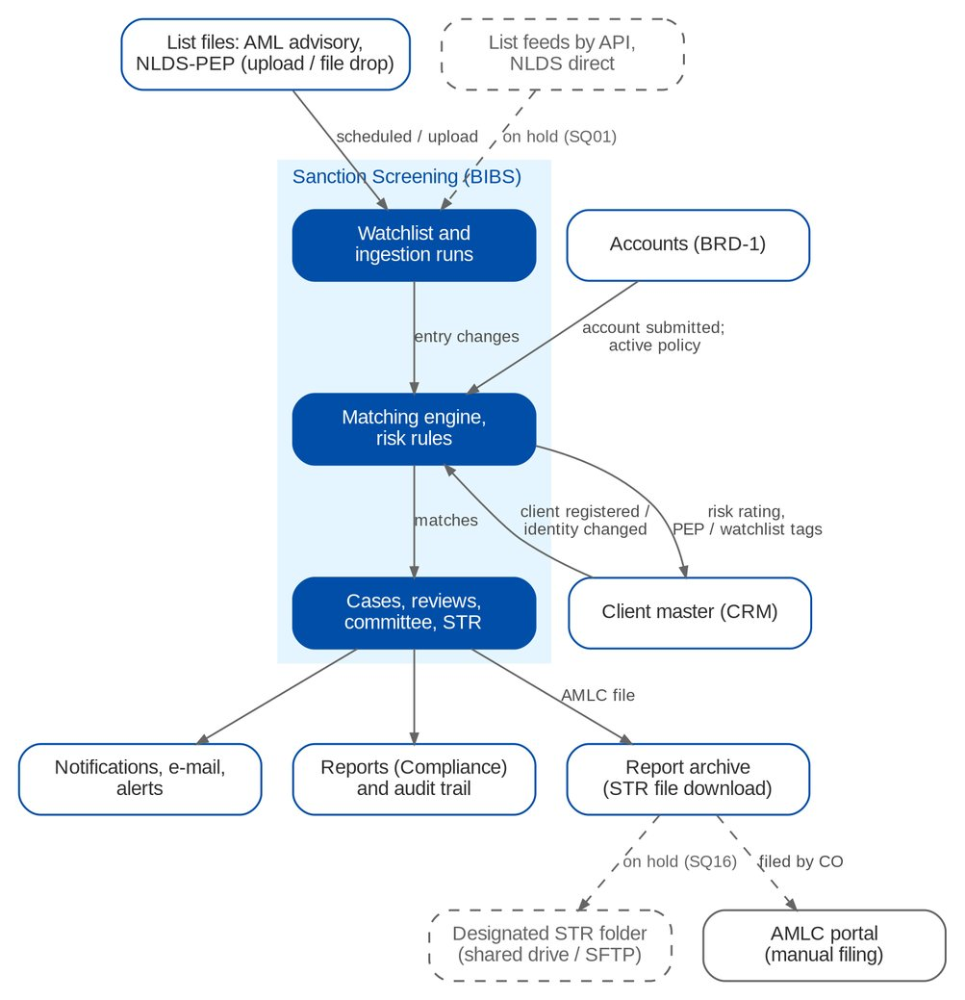 List files: AML advisory,
NLDS-PEP (upload / file drop)
List feeds by API,
NLDS direct
scheduled / upload
on hold (SQ01)
Sanction Screening (BIBS)
Watchlist and
ingestion runs
Accounts (BRD-1)
entry changes
account submitted;
active policy
Matching engine,
risk rules
matches
client registered /
identity changed
risk rating,
PEP / watchlist tags
Cases, reviews,
committee, STR
Client master (CRM)
AMLC file
Notifications, e-mail,
alerts
Reports (Compliance)
and audit trail
Report archive
(STR file download)
on hold (SQ16)
filed by CO
Designated STR folder
(shared drive / SFTP)
AMLC portal
(manual filing)